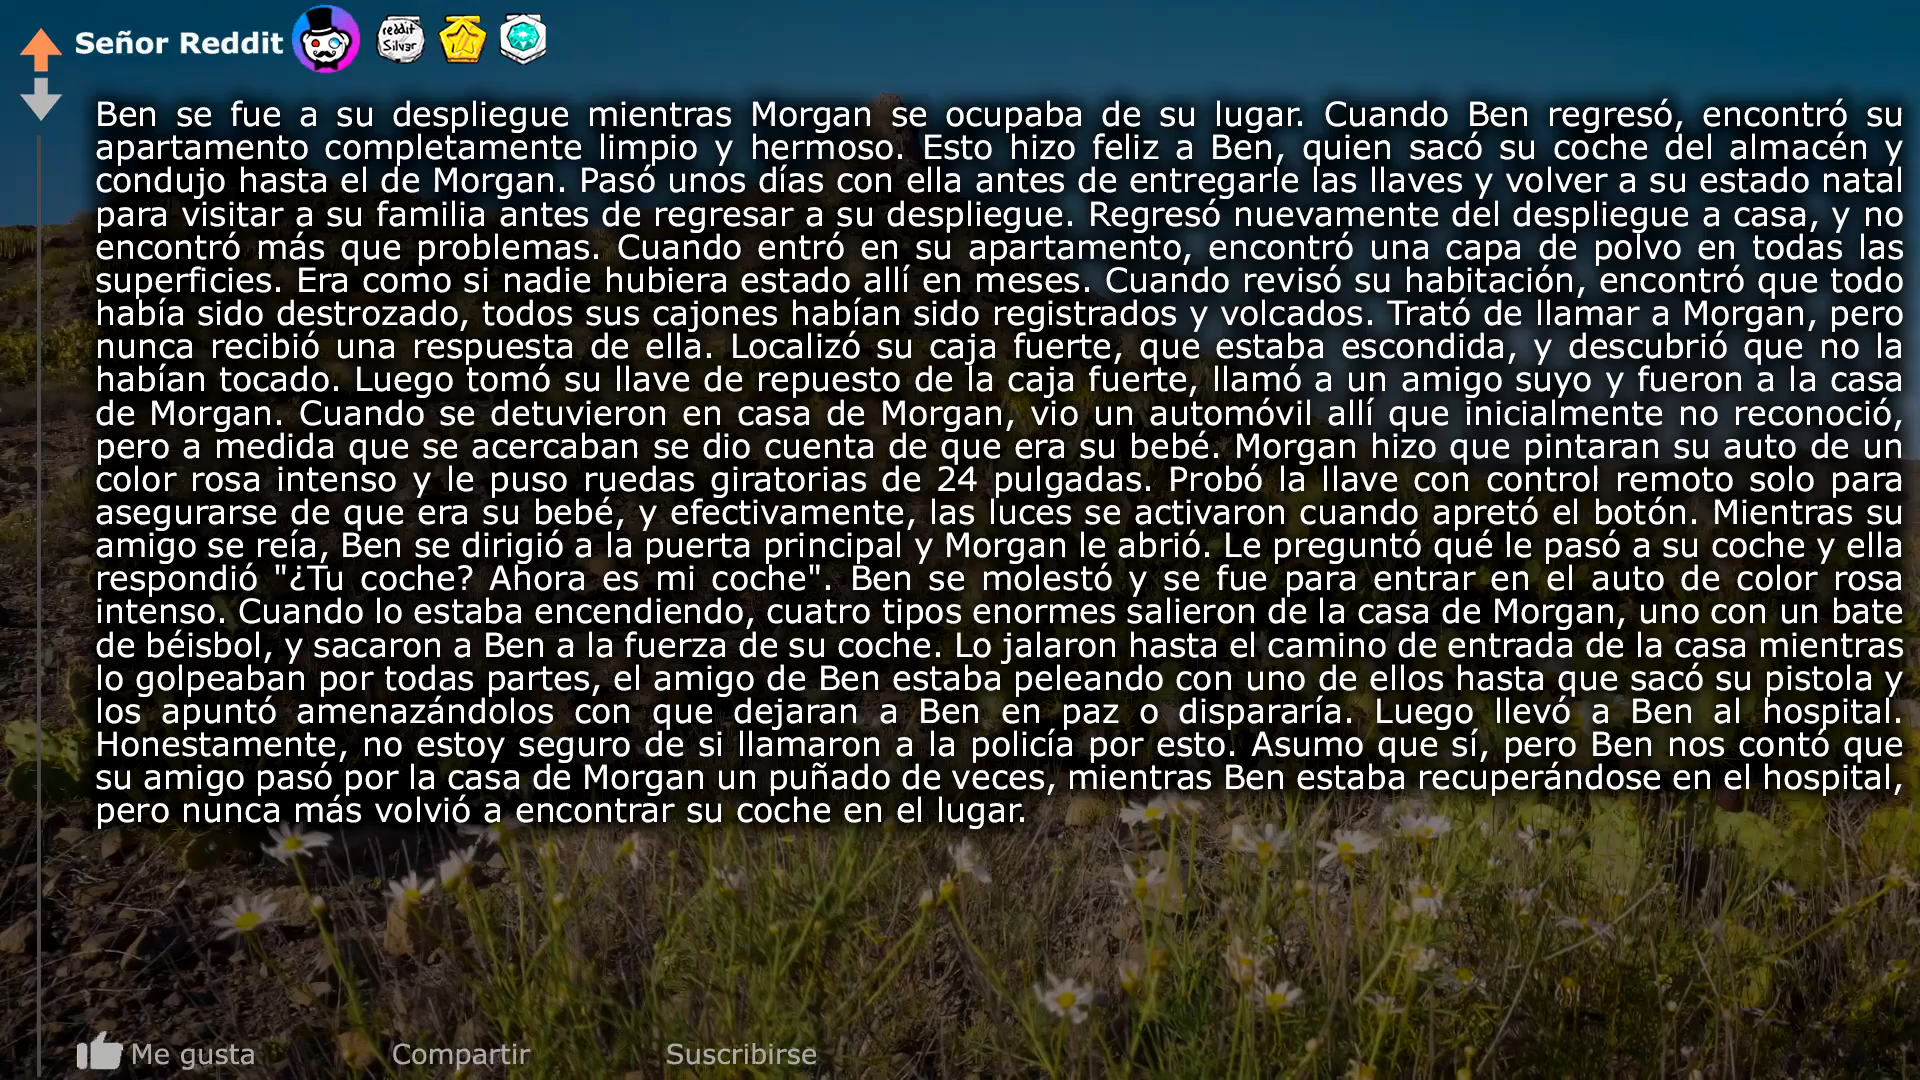 Señor Reddit
reddit
Silver
Ben se fue a su despliegue mientras Morgan se ocupaba de su lugar. Cuando Ben regresó, encontró su
apartamento completamente limpio y hermoso. Esto hizo feliz a Ben, quien sacó su coche del almacén y
condujo hasta el de Morgan. Pasó unos días con ella antes de entregarle las llaves y volver a su estado natal
para visitar a su familia antes de regresar a su despliegue. Regresó nuevamente del despliegue a casa, y no
encontró más que problemas. Cuando entró en su apartamento, encontró una capa de polvo en todas las
superficies. Era como si nadie hubiera estado allí en meses. Cuando revisó su habitación, encontró que todo
había sido destrozado, todos sus cajones habían sido registrados y volcados. Trató de llamar a Morgan, pero
nunca recibió una respuesta de ella. Localizó su caja fuerte, que estaba escondida, y descubrió que no la
habían tocado. Luego tomó su llave de repuesto de la caja fuerte, llamó a un amigo suyo y fueron a la casa
de Morgan. Cuando se detuvieron en casa de Morgan, vio un automóvil allí que inicialmente no reconoció,
pero a medida que se acercaban se dio cuenta de que era su bebé. Morgan hizo que pintaran su auto de un
color rosa intenso y le puso ruedas giratorias de 24 pulgadas. Probó la llave con control remoto solo para
asegurarse de que era su bebé, y efectivamente, las luces se activaron cuando apretó el botón. Mientras su
amigo se reía, Ben se dirigió a la puerta principal y Morgan le abrió. Le preguntó qué le pasó a su coche y ella
respondió "¿Tu coche? Ahora es mi coche". Ben se molestó y se fue para entrar en el auto de color rosa
intenso. Cuando lo estaba encendiendo, cuatro tipos enormes salieron de la casa de Morgan, uno con un bate
de béisbol, y sacaron a Ben a la fuerza de su coche. Lo jalaron hasta el camino de entrada de la casa mientras
lo golpeaban por todas partes, el amigo de Ben estaba peleando con uno de ellos hasta que sacó su pistola y
los apuntó amenazándolos con que dejaran a Ben en paz o dispararía. Luego llevó a Ben al hospital.
Honestamente, no estoy seguro de si llamaron a la policía por esto. Asumo que sí, pero Ben nos contó que
su amigo pasó por la casa de Morgan un puñado de veces, mientras Ben estaba recuperándose en el hospital,
pero nunca más volvió a encontrar su coche en el lugar.
Me gusta
Compartir
Suscribirse